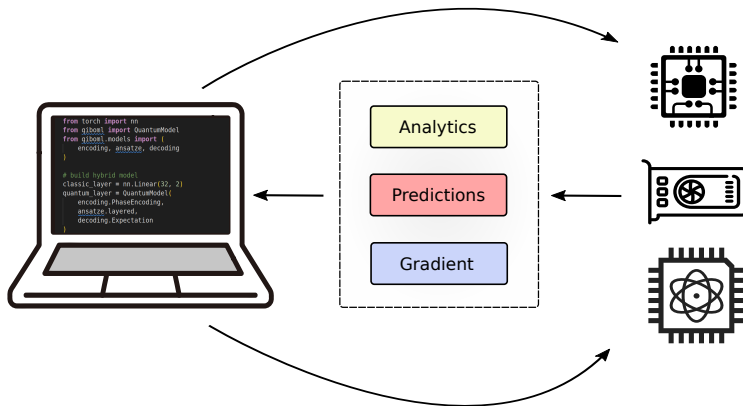 from torch import nn
from qiboml import QuantumModel
from qiboml.models import (
    encoding, ansatze, decoding
)
# build hybrid model
classic_layer = nn.Linear(32, 2)
quantum_layer = QuantumModel(
    encoding.PhaseEncoding,
    ansatze.layered,
    decoding.Expectation
)
Analytics
Predictions
Gradient